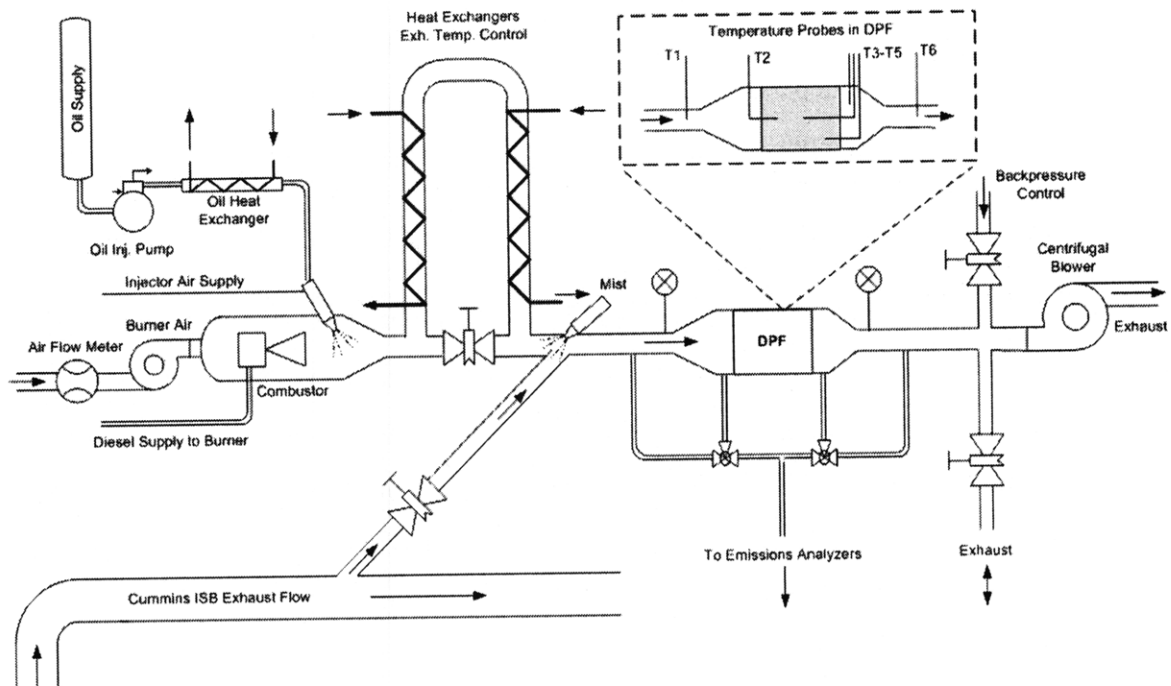 Heat Exchangers
Exh. Temp. Control
Temperature Probes in DPF
T1
T2
T3-T5
T6
Oil Supply
Oil Heat
Exchanger
Oil Inj. Pump
Backpressure
Control
Centrifugal
Blower
Injector Air Supply
Mist
Burner Air
Air Flow Meter
Exhaust
DPF
Combustor
Diesel Supply to Burner
To Emissions Analyzers
Exhaust
Cummins ISB Exhaust Flow